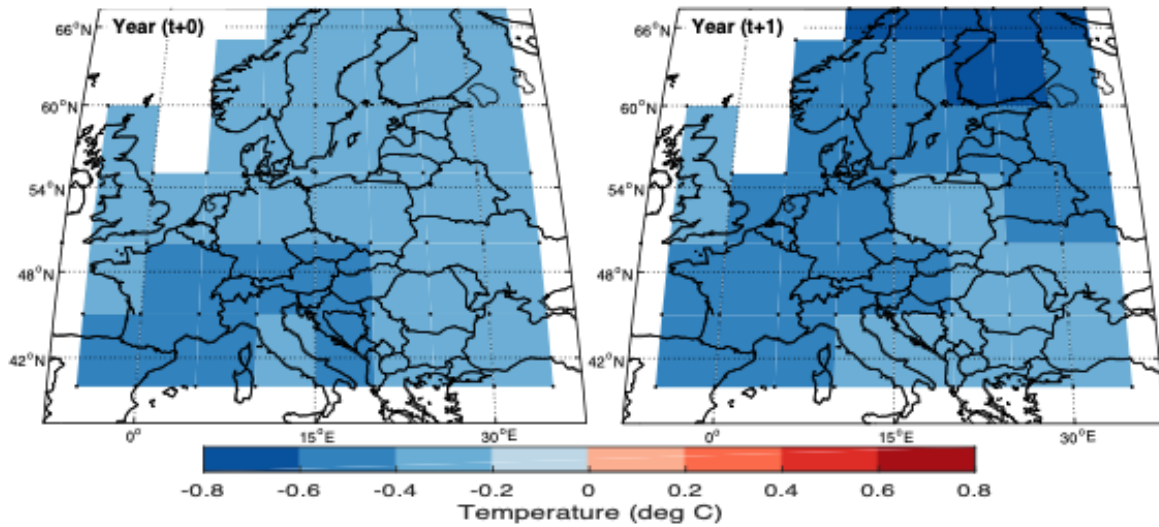 Year (t+0)
Year (t+1)
66°N
60°N
54°N
48°N
42°N
0°
15°E
30°E
66°N
60°N
54°N
48°N
42°N
0°
15°E
30°E
-0.8 -0.6 -0.4 -0.2 0 0.2 0.4 0.6 0.8
Temperature (deg C)